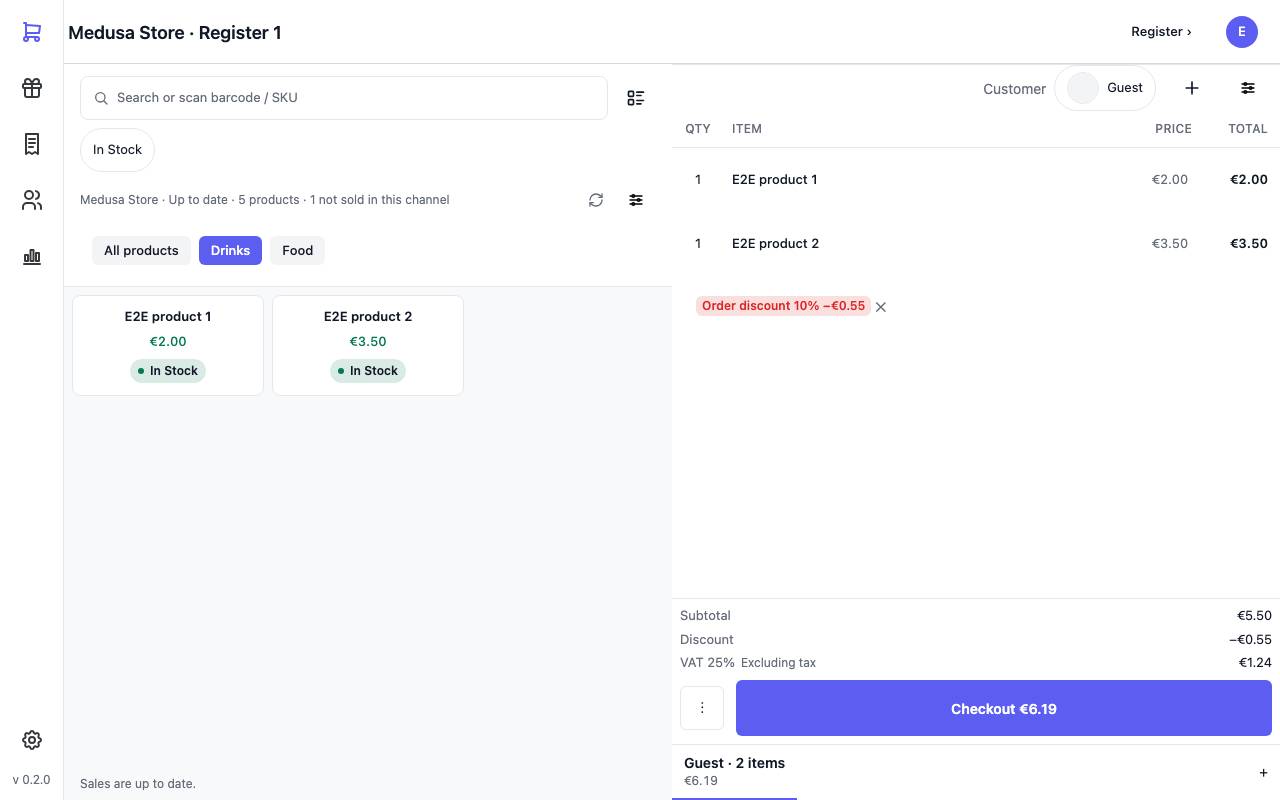 Medusa Store · Register 1
Register ›
E
Search or scan barcode / SKU
In Stock
Medusa Store · Up to date · 5 products · 1 not sold in this channel
All products
Drinks
Food
E2E product 1
€2.00
In Stock
E2E product 2
€3.50
In Stock
Sales are up to date.
v 0.2.0
Customer
Guest
QTY ITEM PRICE TOTAL
1 E2E product 1 €2.00 €2.00
1 E2E product 2 €3.50 €3.50
Order discount 10% −€0.55
Subtotal €5.50
Discount −€0.55
VAT 25% Excluding tax €1.24
Checkout €6.19
Guest · 2 items
€6.19
+